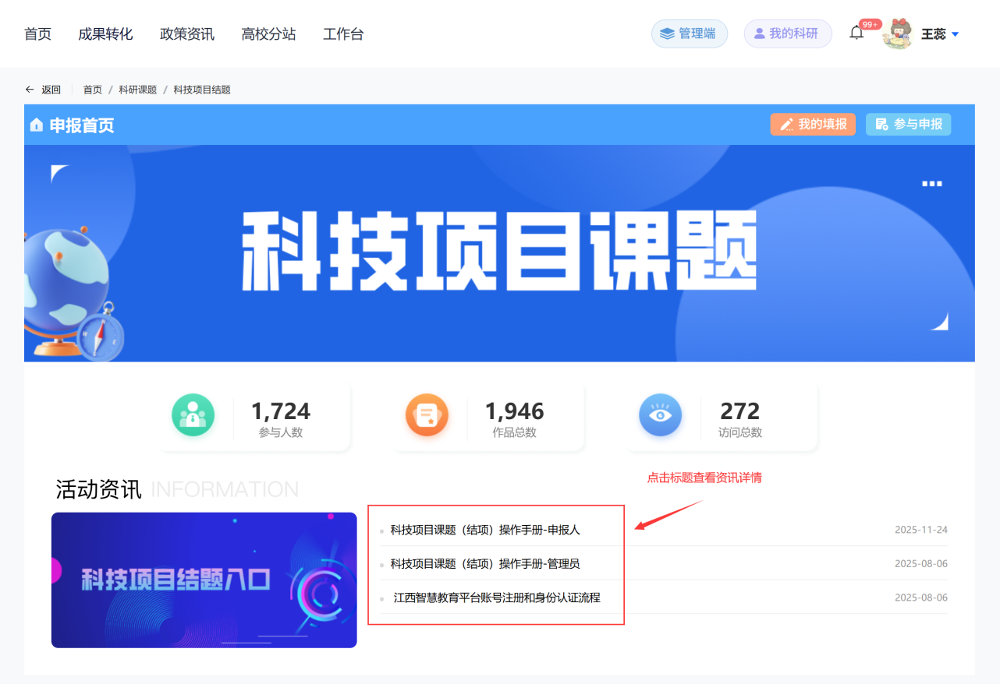 首页 成果转化 政策资讯 高校分站 工作台 管理端 我的科研 99+ 王蕊
返回 首页 / 科研课题 / 科技项目结题
申报首页 我的填报 参与申报
科技项目课题
1,724 1,946 272
参与人数 作品总数 访问总数
点击标题查看资讯详情
活动资讯 INFORMATION
科技项目结题入口
科技项目课题（结项）操作手册-申报人 2025-11-24
科技项目课题（结项）操作手册-管理员 2025-08-06
江西智慧教育平台账号注册和身份认证流程 2025-08-06